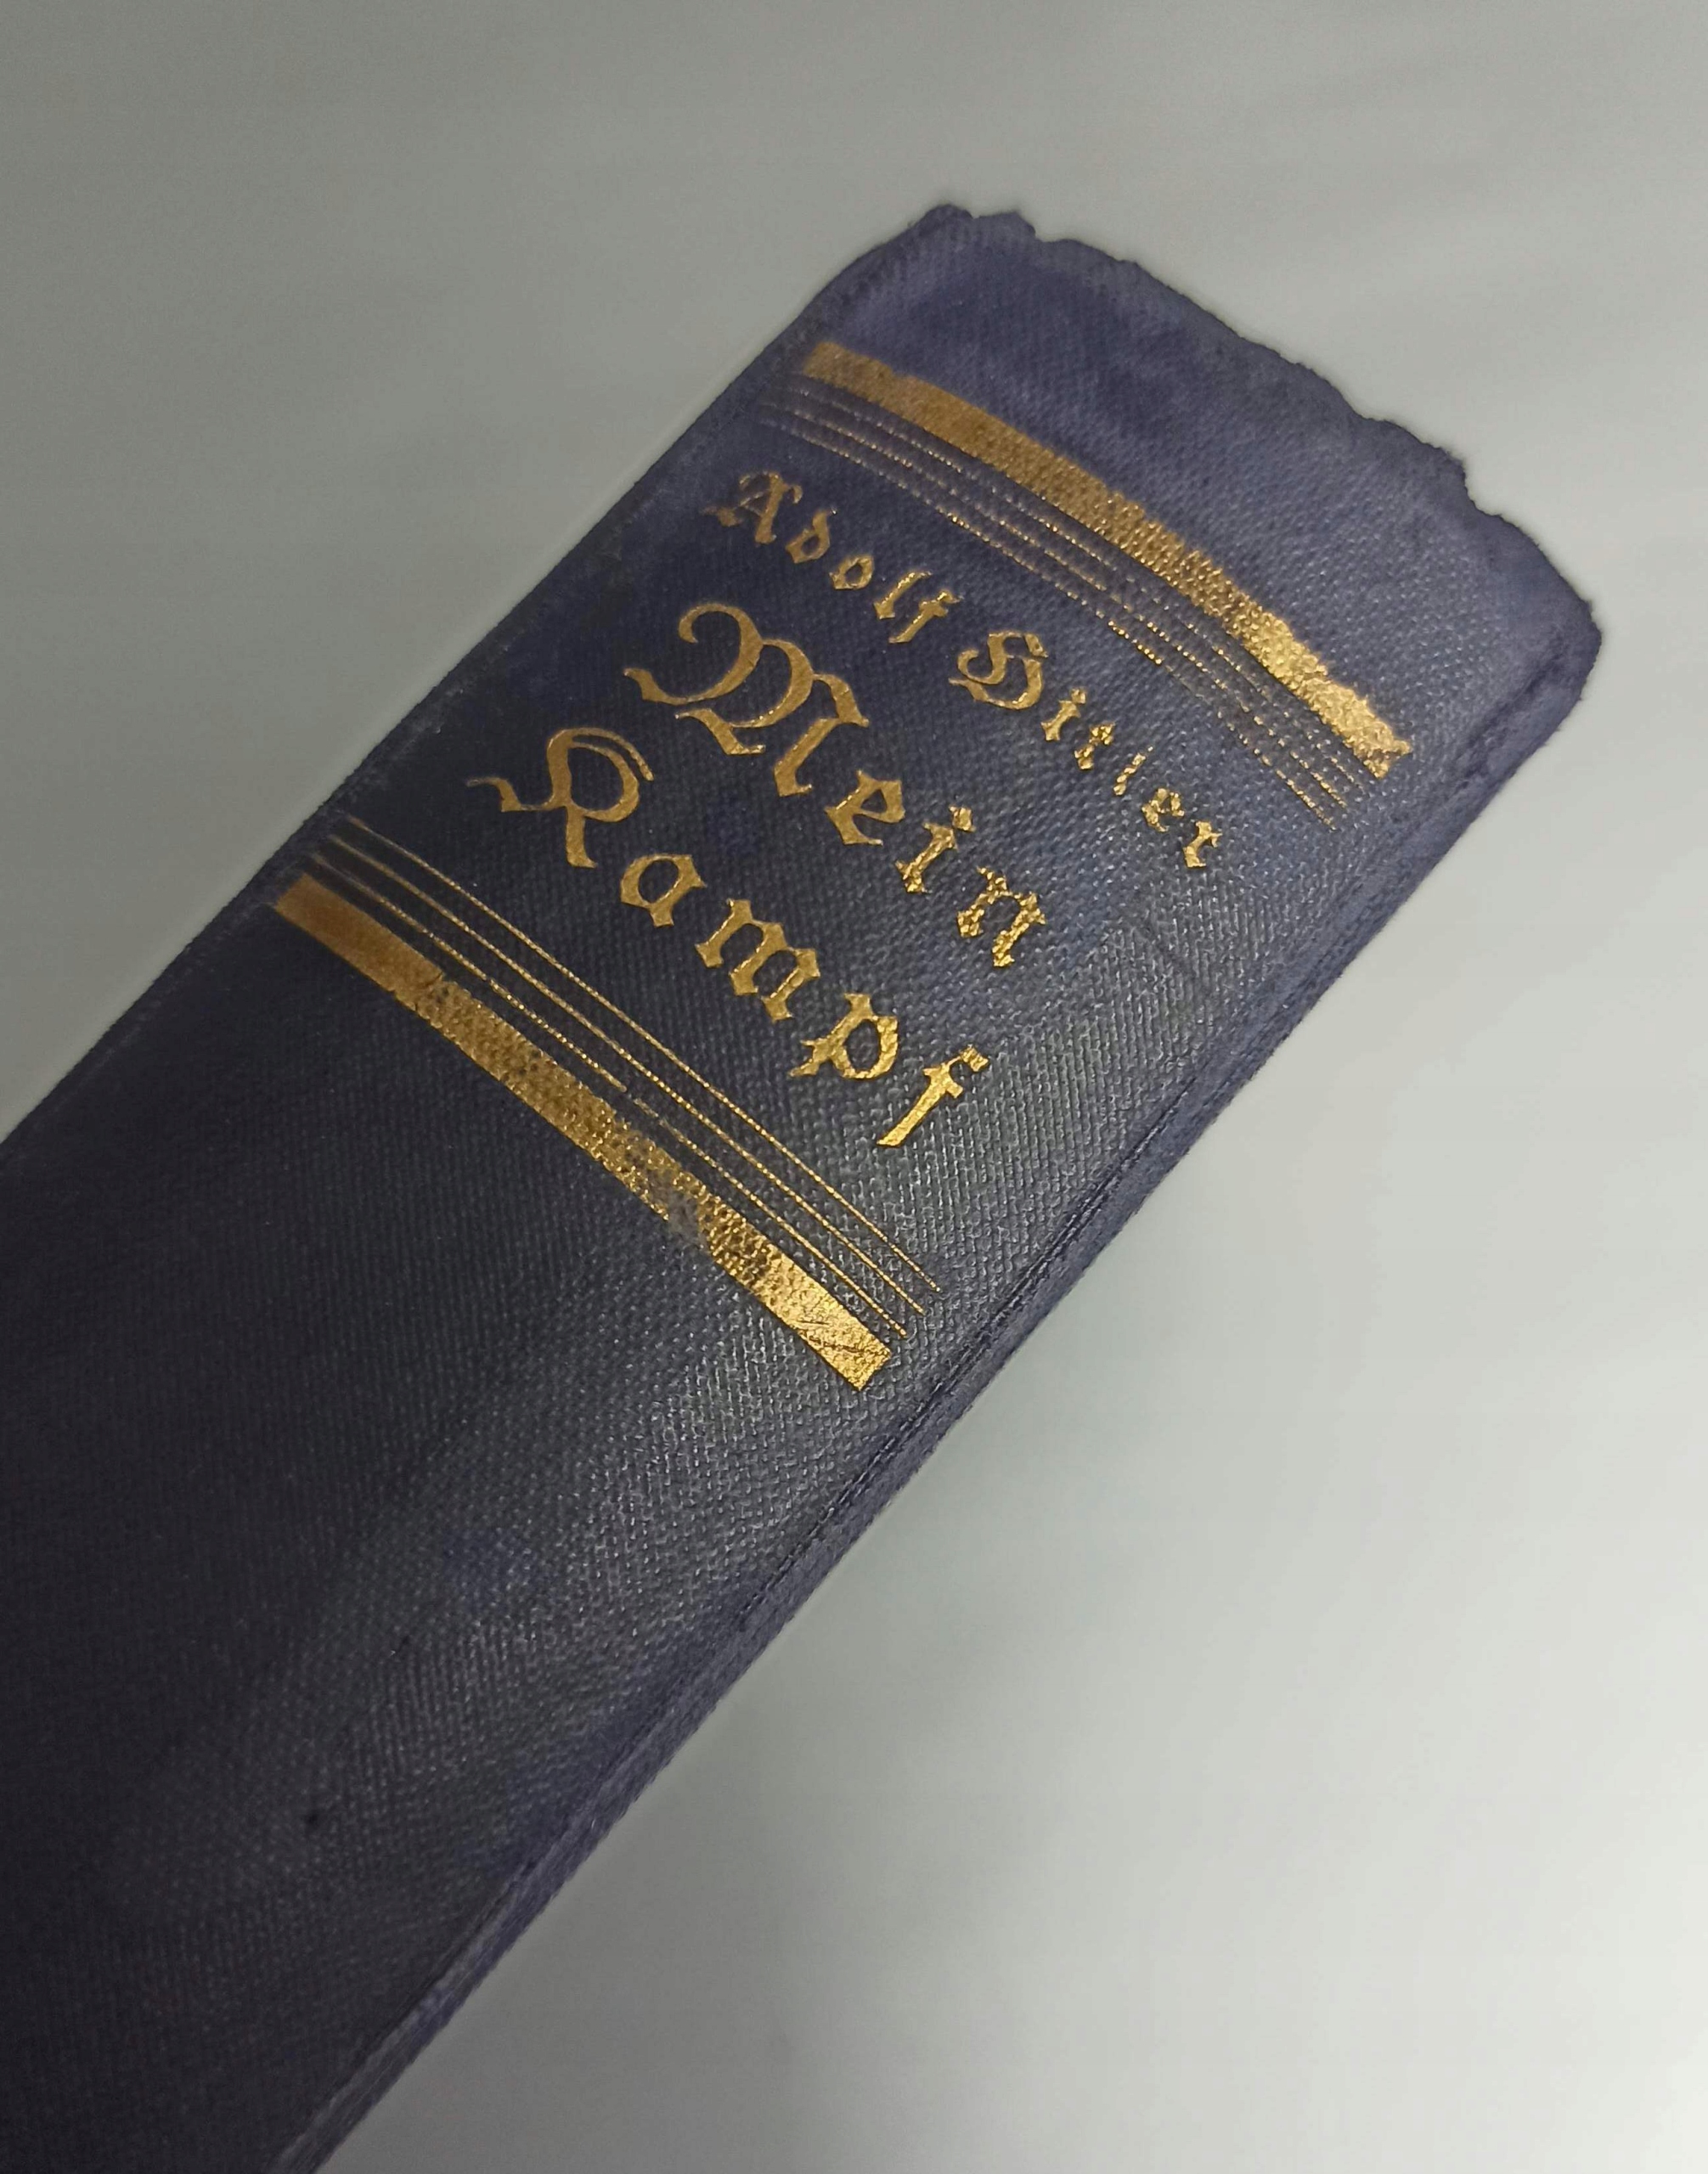 Adolf Hitler
Mein
Kampf